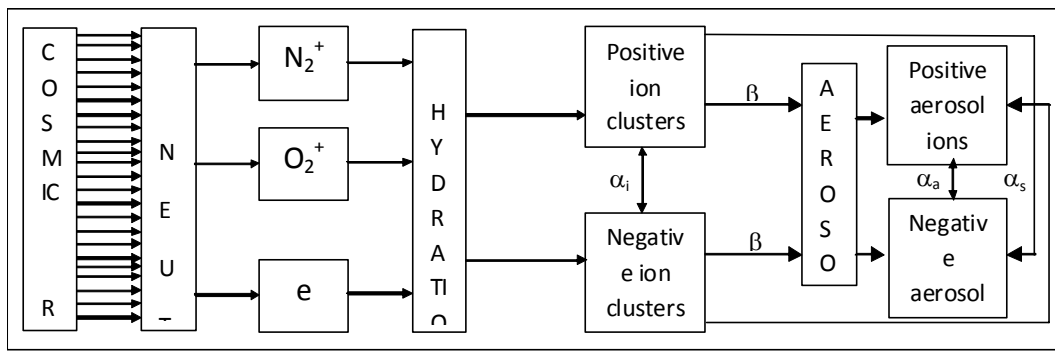 C
O
S
M
IC
R
N
E
U
T
N₂⁺
O₂⁺
e
H
Y
D
R
A
TI
O
Positive
ion
clusters
αᵢ
Negativ
e ion
clusters
β
β
A
E
R
O
S
O
Positive
aerosol
ions
αₐ
αₛ
Negativ
e
aerosol